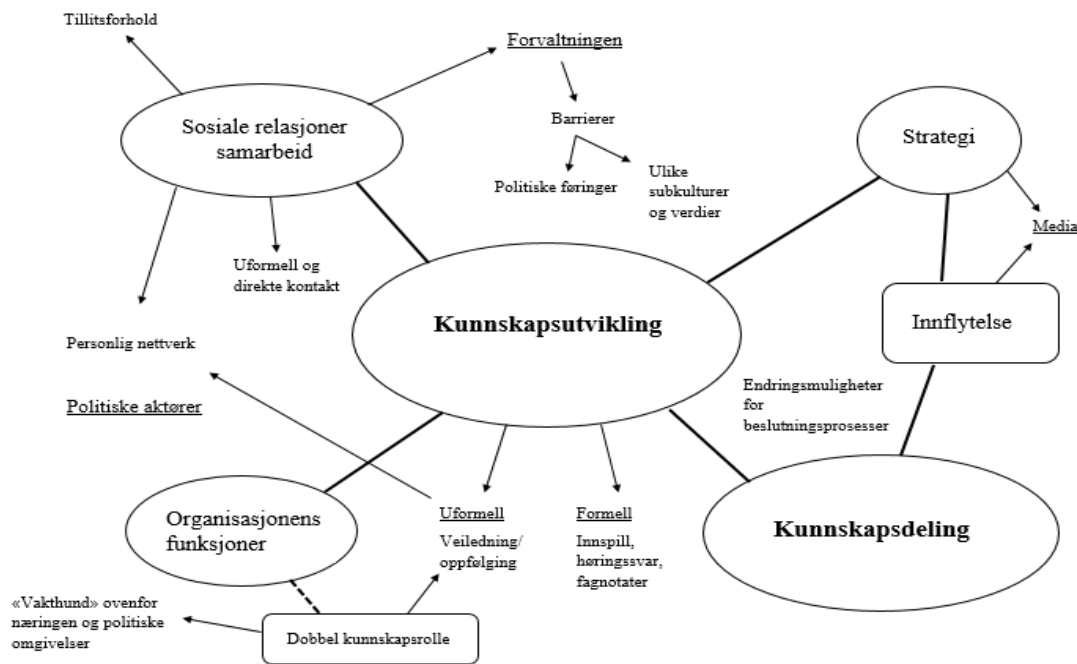 Tillitsforhold
Forvaltningen
Sosiale relasjoner
samarbeid
Barrierer
Strategi
Politiske føringer
Ulike
subkulturer
og verdier
Media
Uformell og
direkte kontakt
Kunnskapsutvikling
Innflytelse
Personlig nettverk
Politiske aktører
Endringsmuligheter
for
beslutningsprosesser
Organisasjonens
funksjoner
Uformell
Veiledning/
oppfølging
Formell
Innspill,
høringssvar,
fagnotater
Kunnskapsdeling
«Vakthund» ovenfor
næringen og politiske
omgivelser
Dobbel kunnskapsrolle